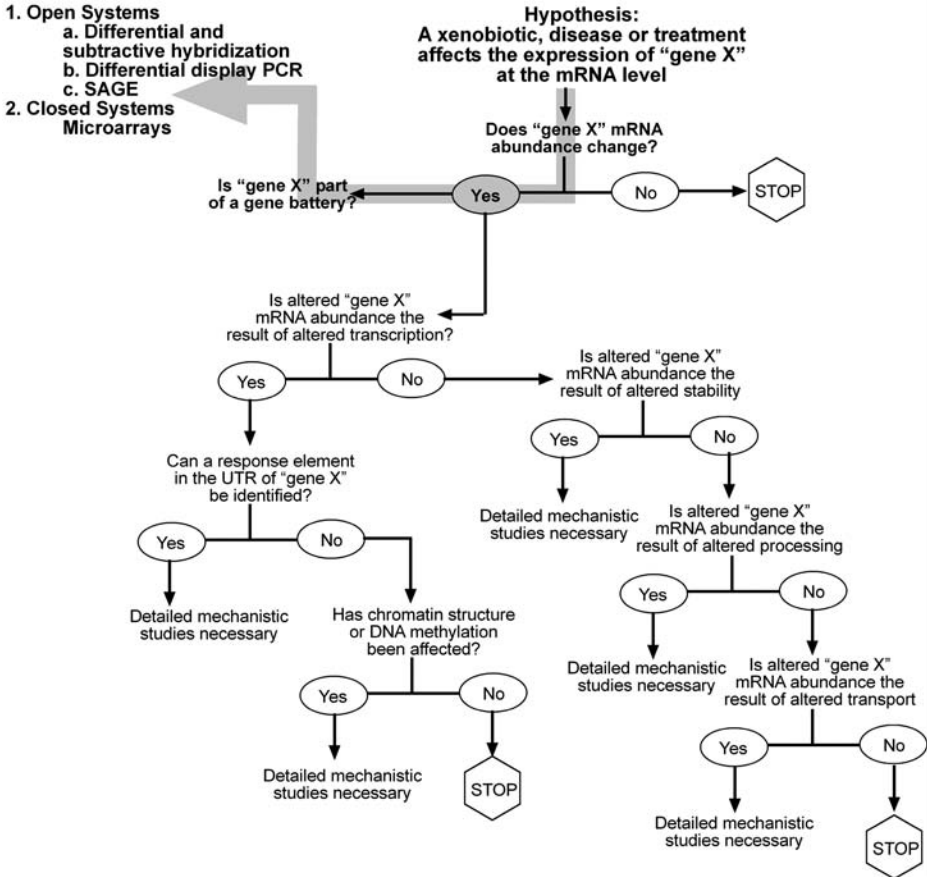 1. Open Systems
a. Differential and
subtractive hybridization
b. Differential display PCR
c. SAGE
2. Closed Systems
Microarrays
Hypothesis:
A xenobiotic, disease or treatment
affects the expression of “gene X”
at the mRNA level
Does “gene X” mRNA
abundance change?
Is “gene X” part
of a gene battery?
Yes
No
STOP
Is altered “gene X”
mRNA abundance the
result of altered transcription?
Yes
No
Is altered “gene X”
mRNA abundance the
result of altered stability
Yes
No
Can a response element
in the UTR of “gene X”
be identified?
Yes
No
Detailed mechanistic
studies necessary
Is altered “gene X”
mRNA abundance the
result of altered processing
Yes
No
Detailed mechanistic
studies necessary
Has chromatin structure
or DNA methylation
been affected?
Yes
No
Detailed mechanistic
studies necessary
Is altered “gene X”
mRNA abundance the
result of altered transport
Yes
No
Detailed mechanistic
studies necessary
STOP
Detailed mechanistic
studies necessary
STOP